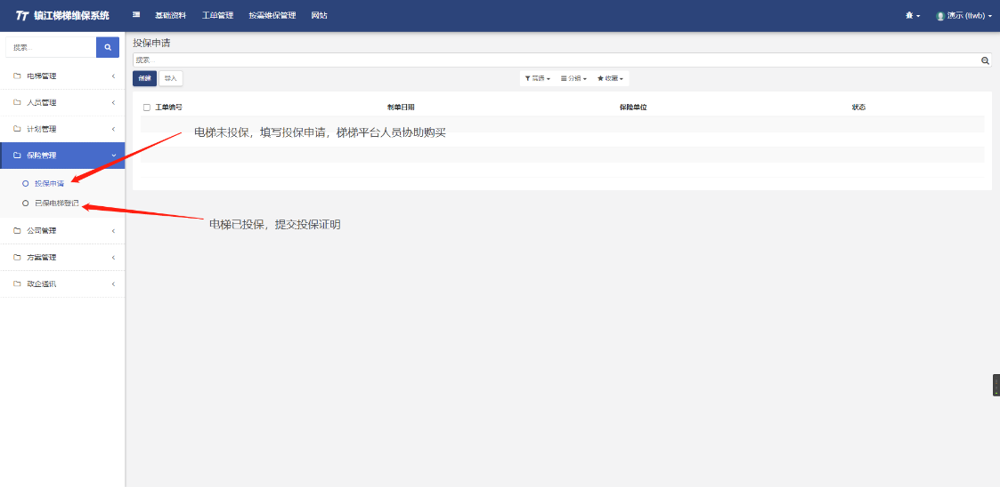 TT 镇江梯梯维保系统 基础资料 工单管理 按需维保管理 网站 演示 (ttwb)
搜索...
投保申请
搜索...
创建 导入 筛选 分组 收藏
电梯管理
人员管理
计划管理
保险管理
投保申请
已保电梯登记
公司管理
方案管理
政企通讯
工单编号 制单日期 保险单位 状态
电梯未投保，填写投保申请，梯梯平台人员协助购买
电梯已投保，提交投保证明